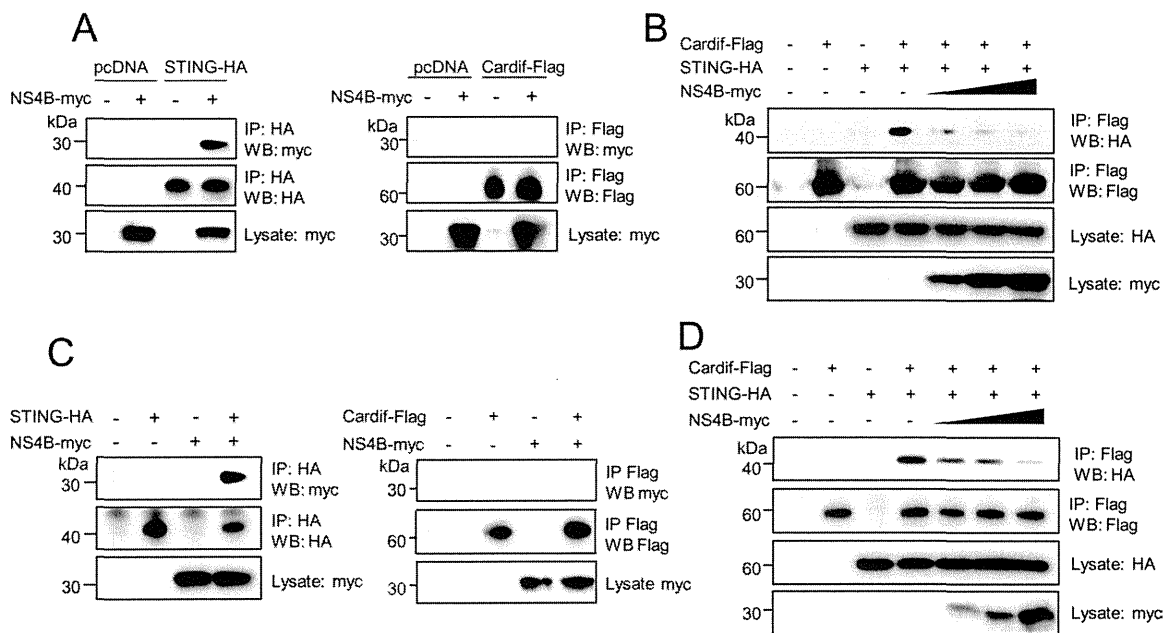 A
pcDNA STING-HA
NS4B-myc - + - +
kDa
30
IP: HA
WB: myc
40
IP: HA
WB: HA
30
Lysate: myc
pcDNA Cardif-Flag
NS4B-myc - + - +
kDa
30
IP: Flag
WB: myc
60
IP: Flag
WB: Flag
30
Lysate: myc
B
Cardif-Flag - + - + + + +
STING-HA - - + + + + +
NS4B-myc - - - -
kDa
40
IP: Flag
WB: HA
60
IP: Flag
WB: Flag
60
Lysate: HA
30
Lysate: myc
C
STING-HA - + - +
NS4B-myc - - + +
kDa
30
IP: HA
WB: myc
40
IP: HA
WB: HA
30
Lysate: myc
Cardif-Flag - + - +
NS4B-myc - - + +
kDa
30
IP Flag
WB myc
60
IP Flag
WB Flag
30
Lysate myc
D
Cardif-Flag - + - + + + +
STING-HA - - + + + + +
NS4B-myc - - - -
kDa
40
IP: Flag
WB: HA
60
IP: Flag
WB: Flag
60
Lysate: HA
30
Lysate: myc